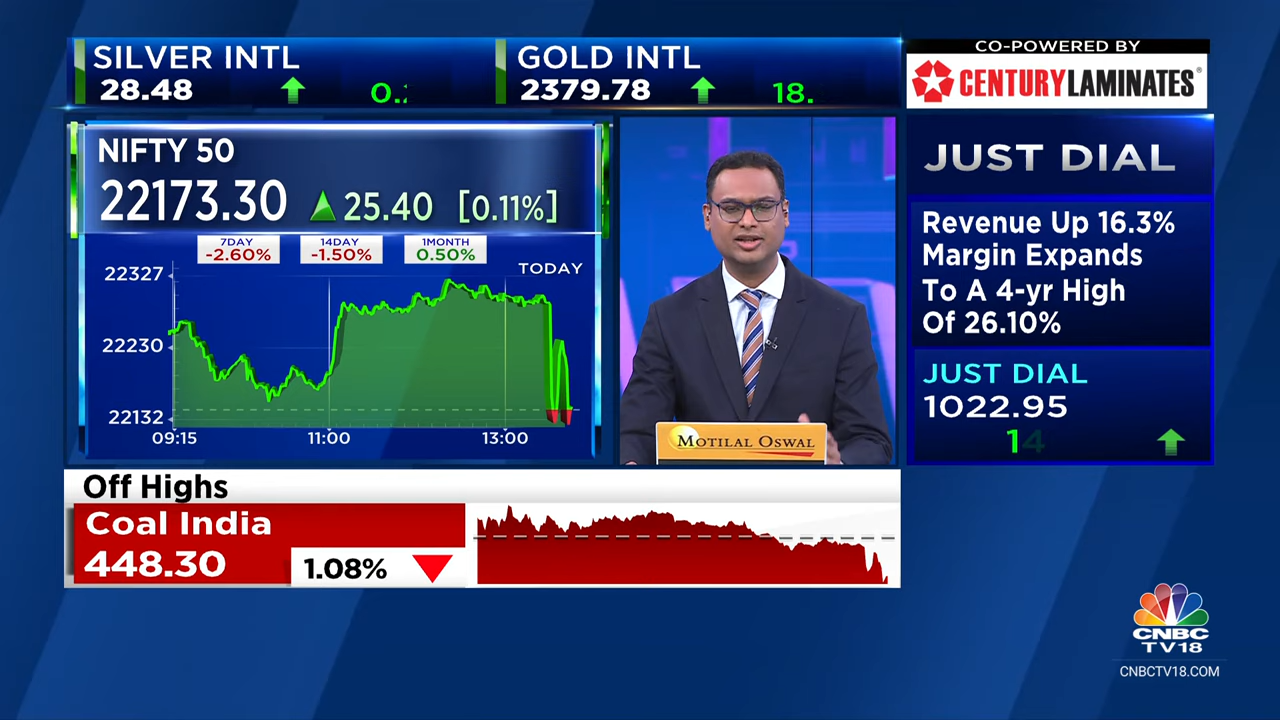 SILVER INTL
28.48
GOLD INTL
2379.78
18.
CO-POWERED BY
CENTURYLAMINATES®
NIFTY 50
22173.30 25.40 [0.11%]
7DAY
-2.60%
14DAY
-1.50%
1MONTH
0.50%
TODAY
22327
22230
22132
09:15
11:00
13:00
MOTILAL OSWAL
JUST DIAL
Revenue Up 16.3%
Margin Expands
To A 4-yr High
Of 26.10%
JUST DIAL
1022.95
14
Off Highs
Coal India
448.30
1.08%
CNBC
TV18
CNBCTV18.COM